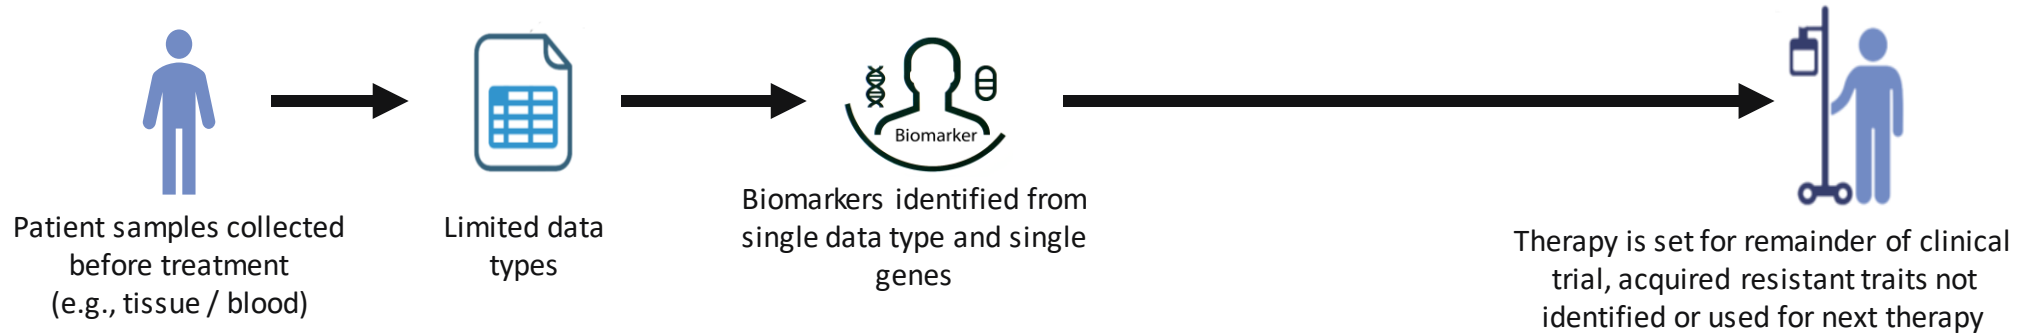 Biomarker
Patient samples collected
before treatment
(e.g., tissue / blood)
Limited data
types
Biomarkers identified from
single data type and single
genes
Therapy is set for remainder of clinical
trial, acquired resistant traits not
identified or used for next therapy